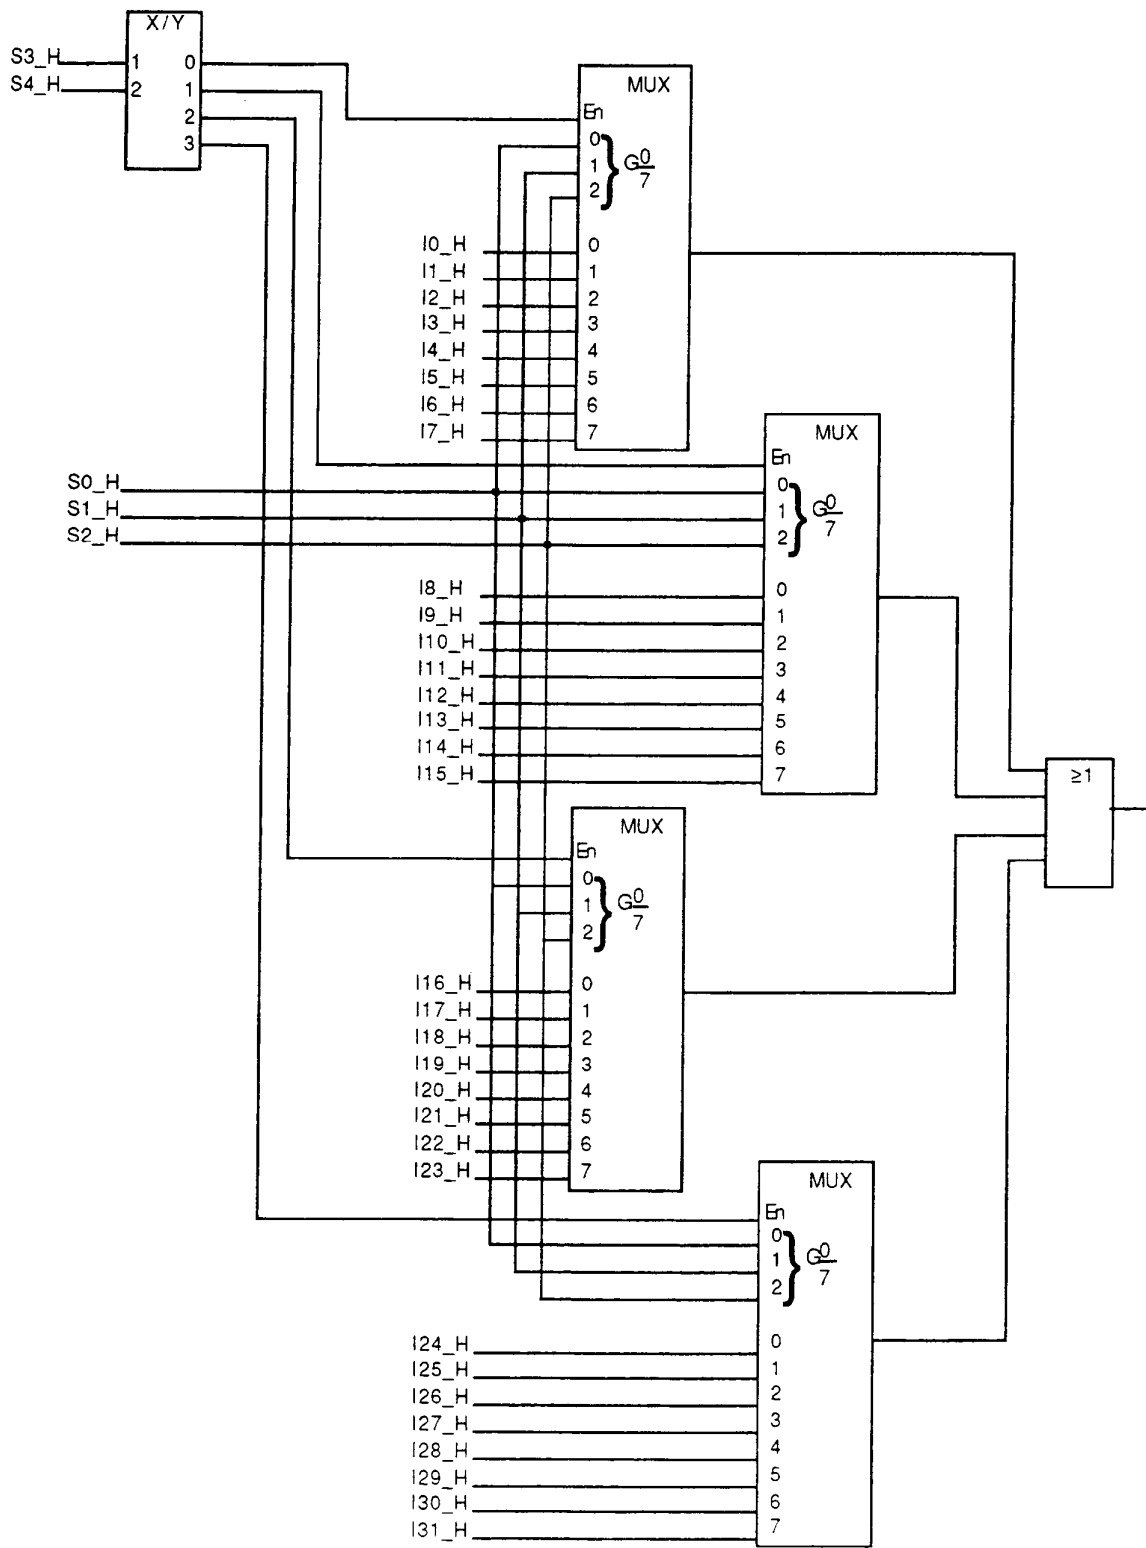 X/Y
S3_H 1 0
S4_H 2 1
2
3
MUX
En
0
1
2
} G0/7
I0_H 0
I1_H 1
I2_H 2
I3_H 3
I4_H 4
I5_H 5
I6_H 6
I7_H 7
MUX
En
S0_H 0
S1_H 1
S2_H 2
} G0/7
I8_H 0
I9_H 1
I10_H 2
I11_H 3
I12_H 4
I13_H 5
I14_H 6
I15_H 7
≥1
MUX
En
0
1
2
} G0/7
I16_H 0
I17_H 1
I18_H 2
I19_H 3
I20_H 4
I21_H 5
I22_H 6
I23_H 7
MUX
En
0
1
2
} G0/7
I24_H 0
I25_H 1
I26_H 2
I27_H 3
I28_H 4
I29_H 5
I30_H 6
I31_H 7